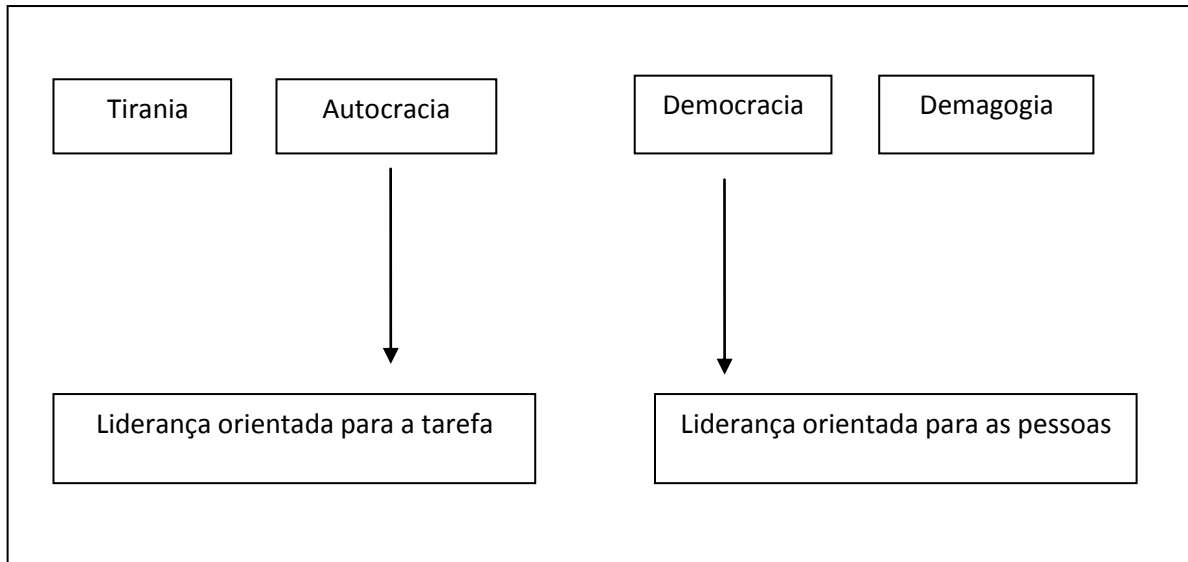 Tirania
Autocracia
Democracia
Demagogia
Liderança orientada para a tarefa
Liderança orientada para as pessoas